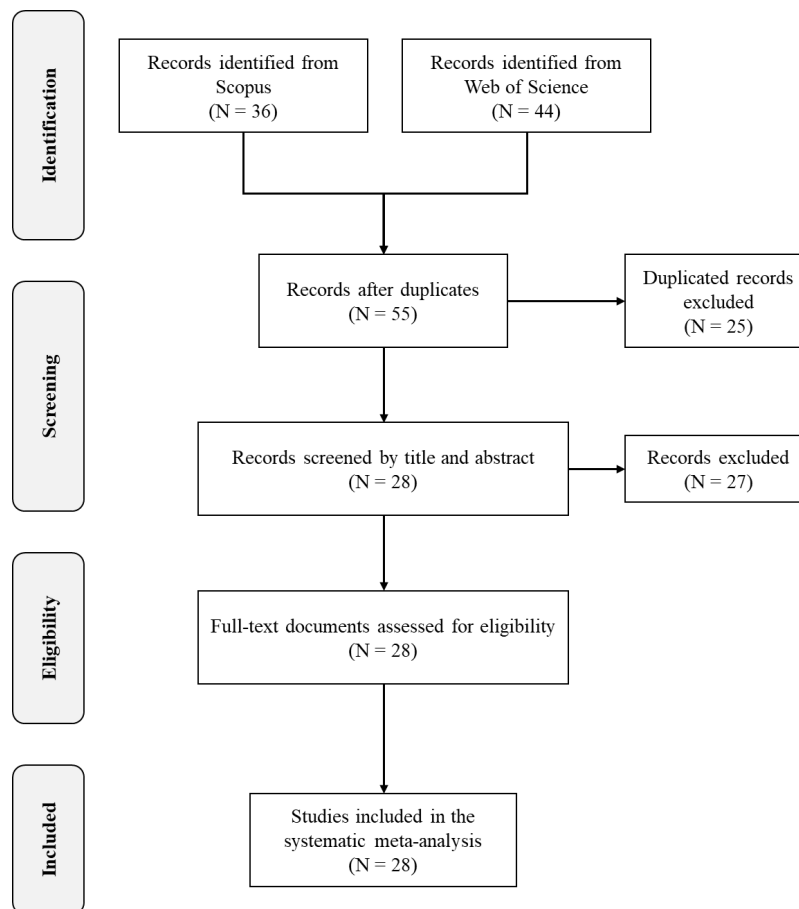 Identification
Records identified from
Scopus
(N = 36)
Records identified from
Web of Science
(N = 44)
Screening
Records after duplicates
(N = 55)
Duplicated records
excluded
(N = 25)
Records screened by title and abstract
(N = 28)
Records excluded
(N = 27)
Eligibility
Full-text documents assessed for eligibility
(N = 28)
Included
Studies included in the
systematic meta-analysis
(N = 28)